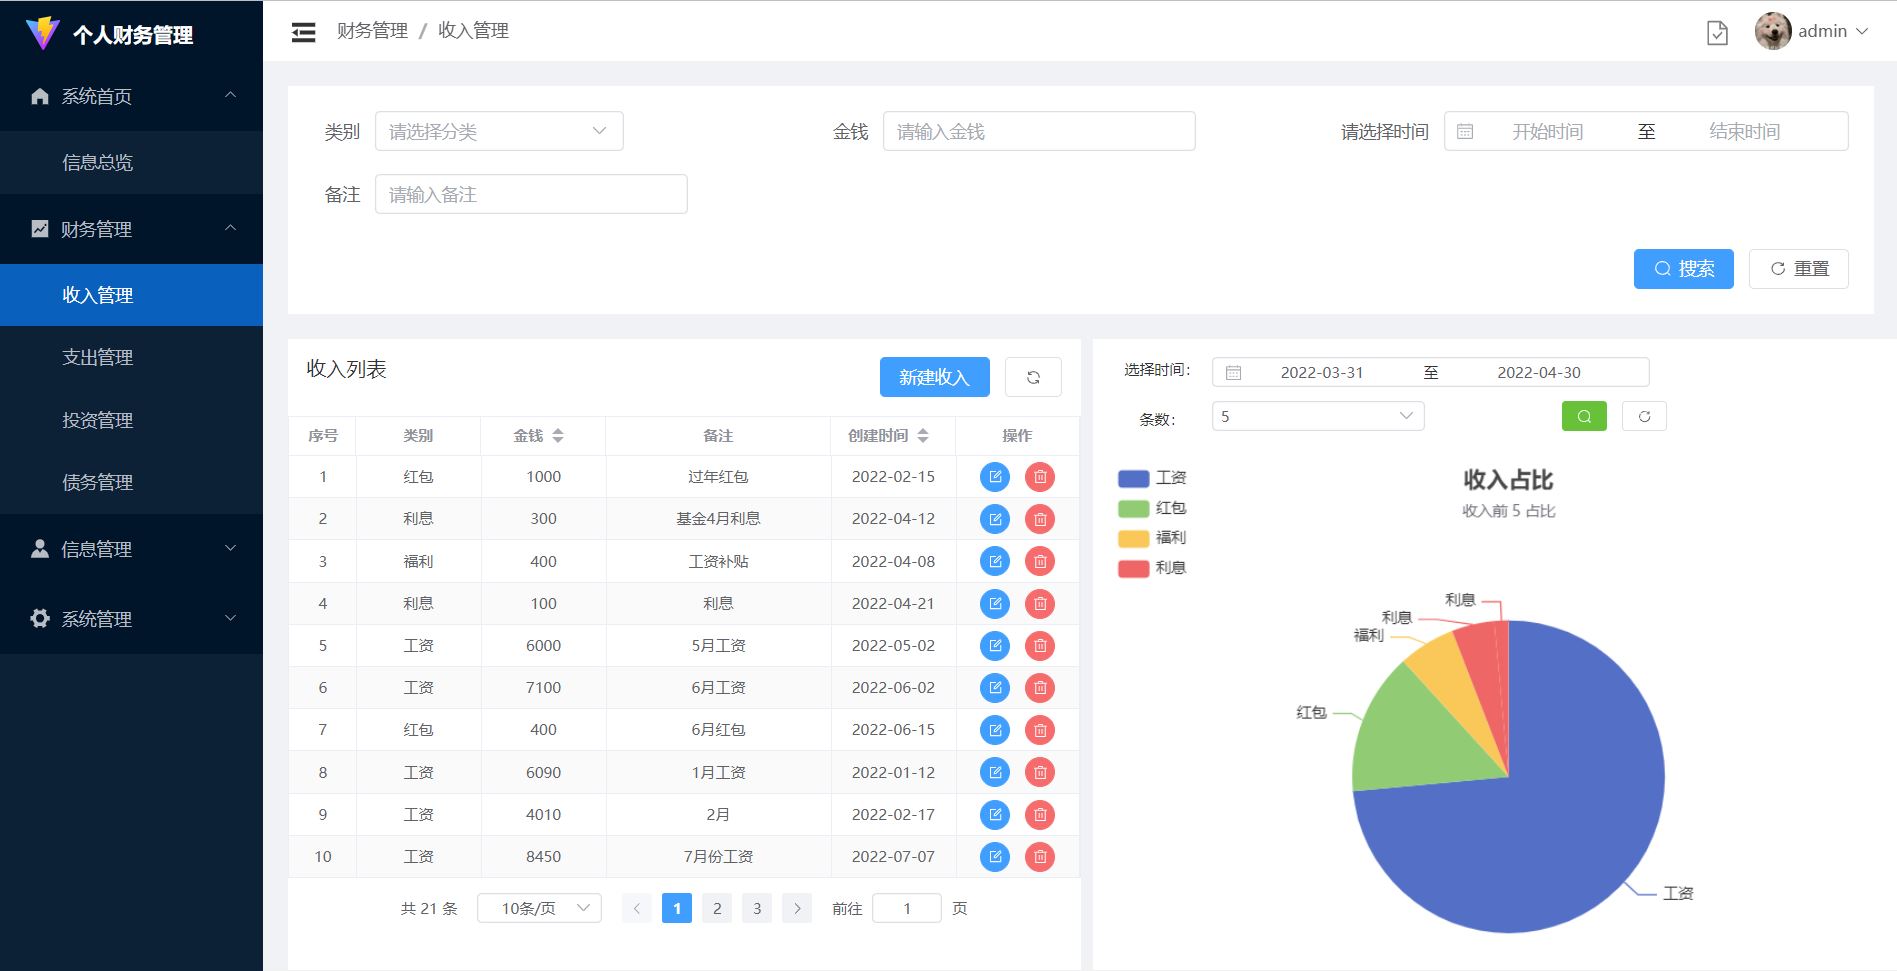 个人财务管理
系统首页
信息总览
财务管理
收入管理
支出管理
投资管理
债务管理
信息管理
系统管理
财务管理 / 收入管理
admin
类别 请选择分类 金钱 请输入金钱 请选择时间 开始时间 至 结束时间
备注 请输入备注
搜索 重置
收入列表 新建收入
序号 类别 金钱 备注 创建时间 操作
1 红包 1000 过年红包 2022-02-15
2 利息 300 基金4月利息 2022-04-12
3 福利 400 工资补贴 2022-04-08
4 利息 100 利息 2022-04-21
5 工资 6000 5月工资 2022-05-02
6 工资 7100 6月工资 2022-06-02
7 红包 400 6月红包 2022-06-15
8 工资 6090 1月工资 2022-01-12
9 工资 4010 2月 2022-02-17
10 工资 8450 7月份工资 2022-07-07
共 21 条 10条/页 1 2 3 前往 1 页
选择时间: 2022-03-31 至 2022-04-30
条数: 5
收入占比
收入前 5 占比
工资
红包
福利
利息
利息
利息
福利
红包
工资